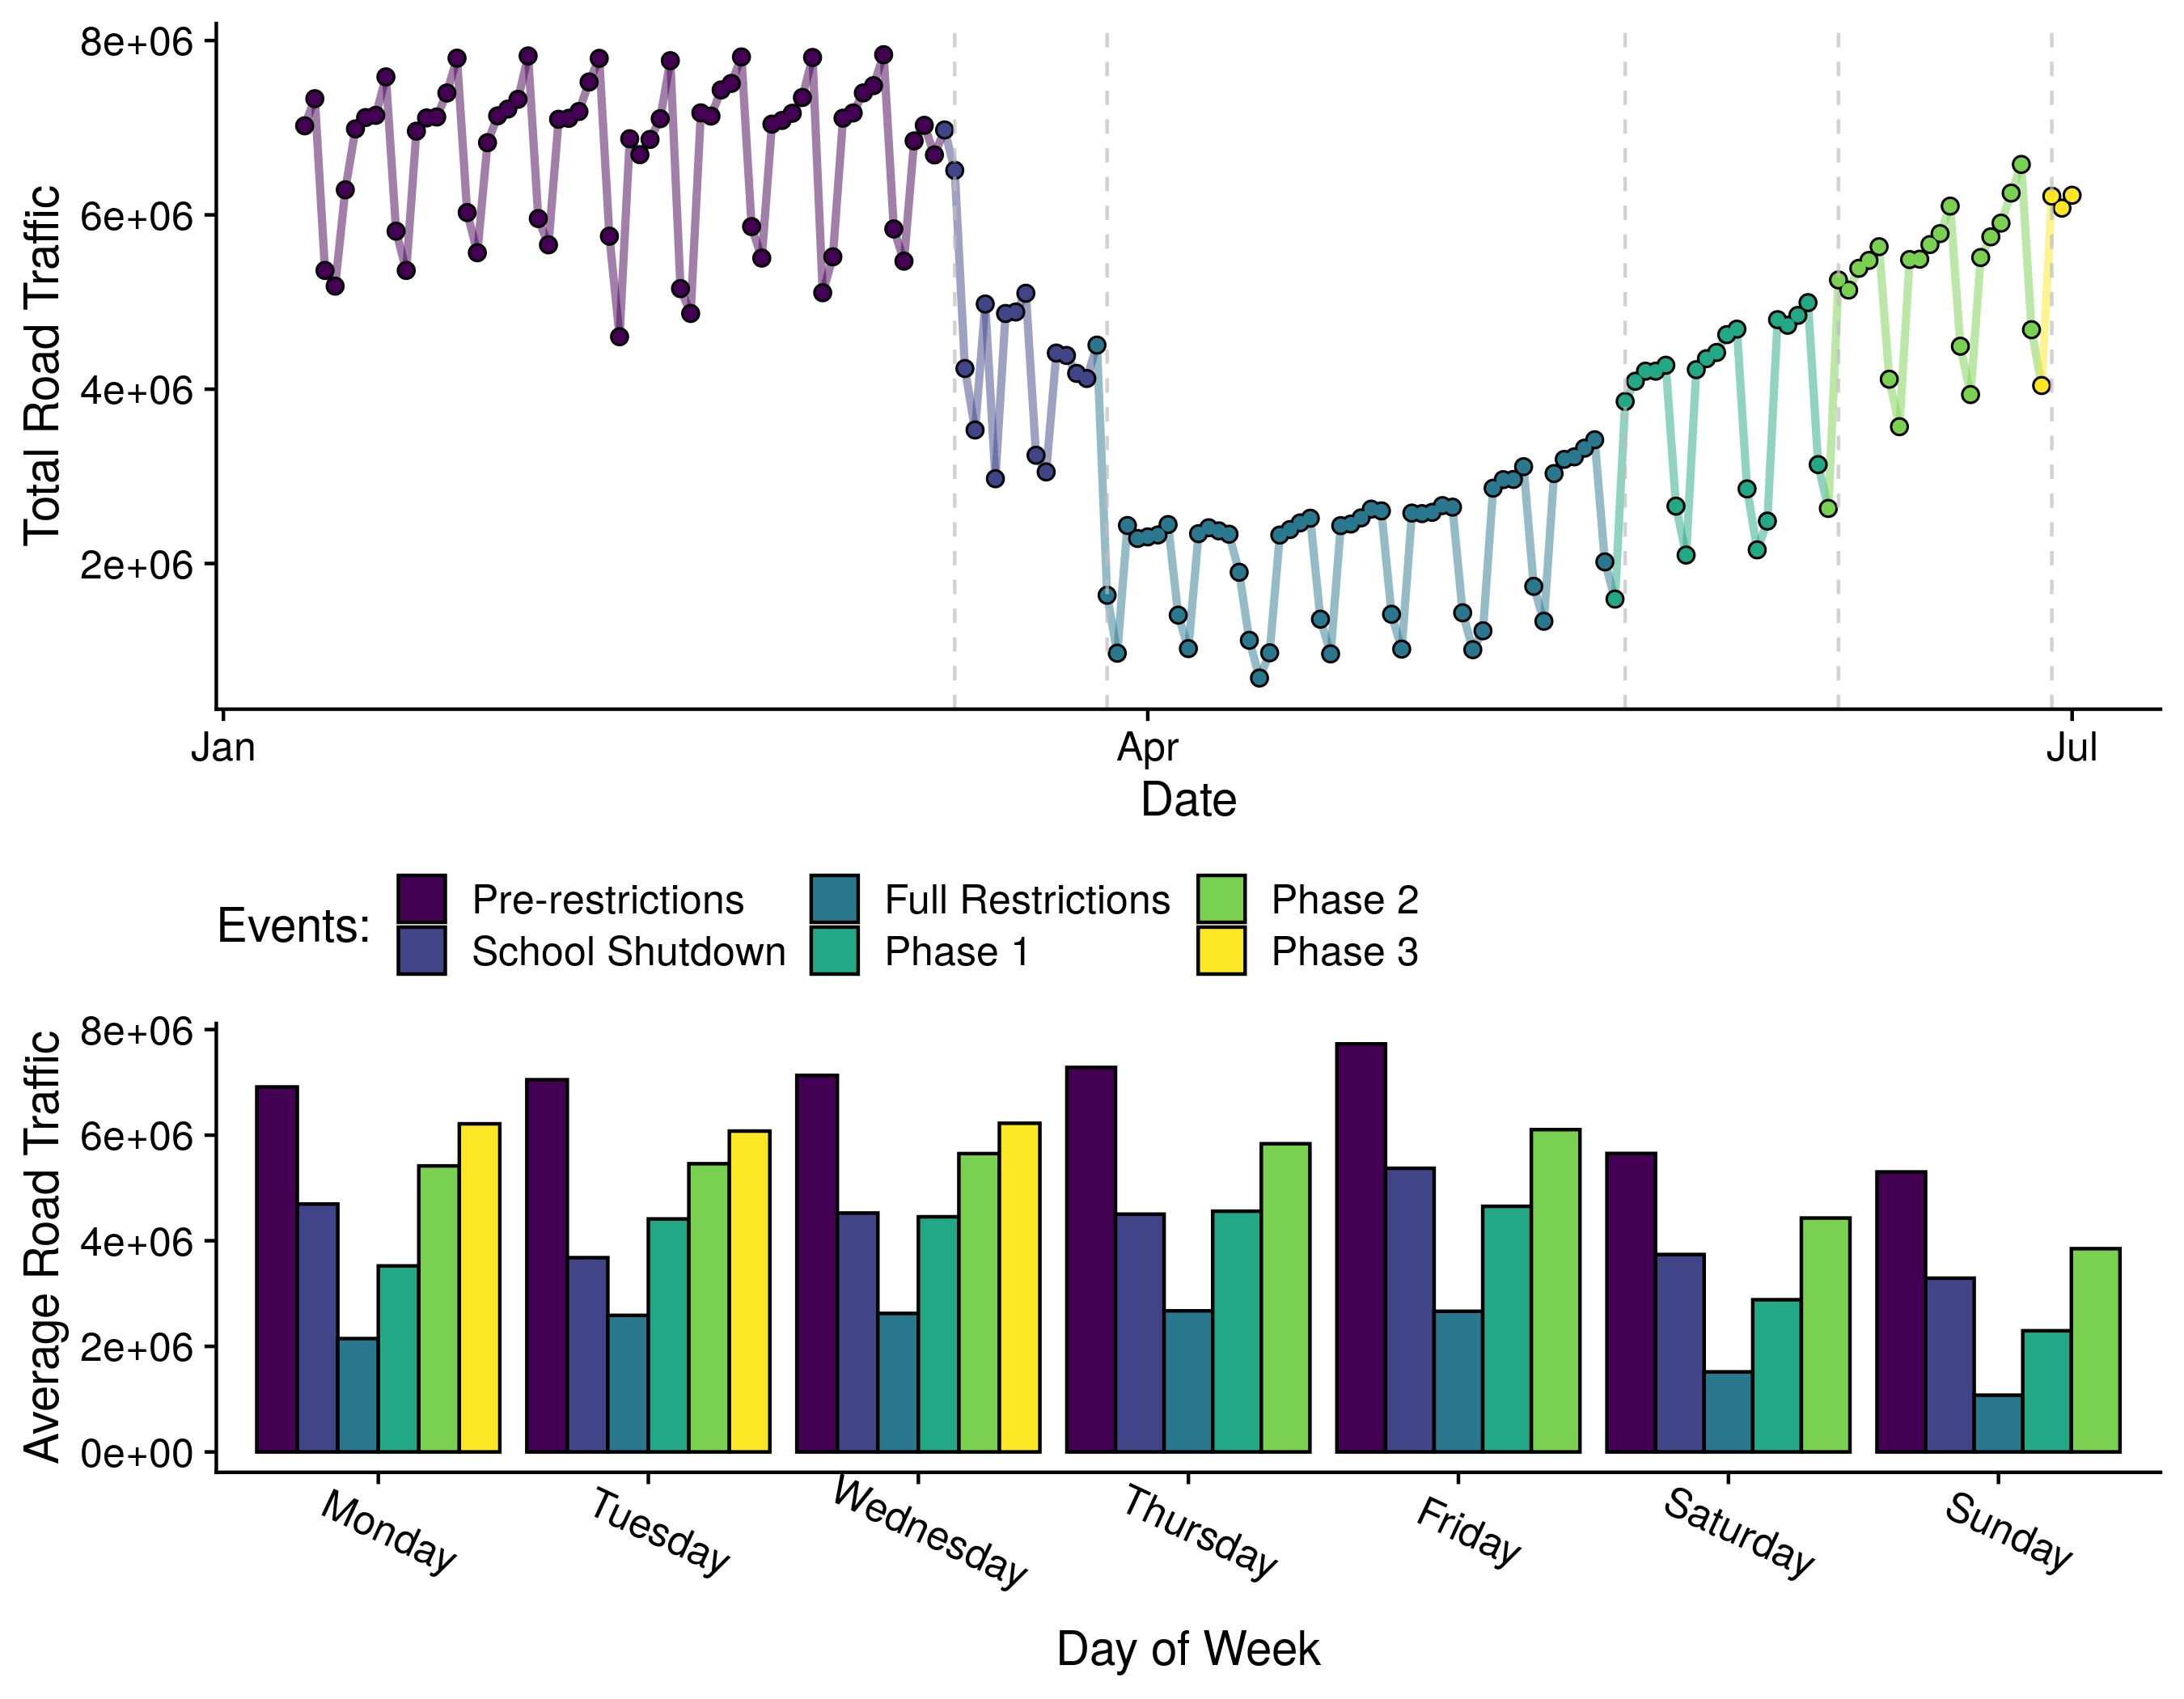 8e+06
6e+06
4e+06
2e+06
Total Road Traffic
Jan
Apr
Jul
Date
Events:
Pre-restrictions
Full Restrictions
Phase 2
School Shutdown
Phase 1
Phase 3
8e+06
6e+06
4e+06
2e+06
0e+00
Average Road Traffic
Monday
Tuesday
Wednesday
Thursday
Friday
Saturday
Sunday
Day of Week